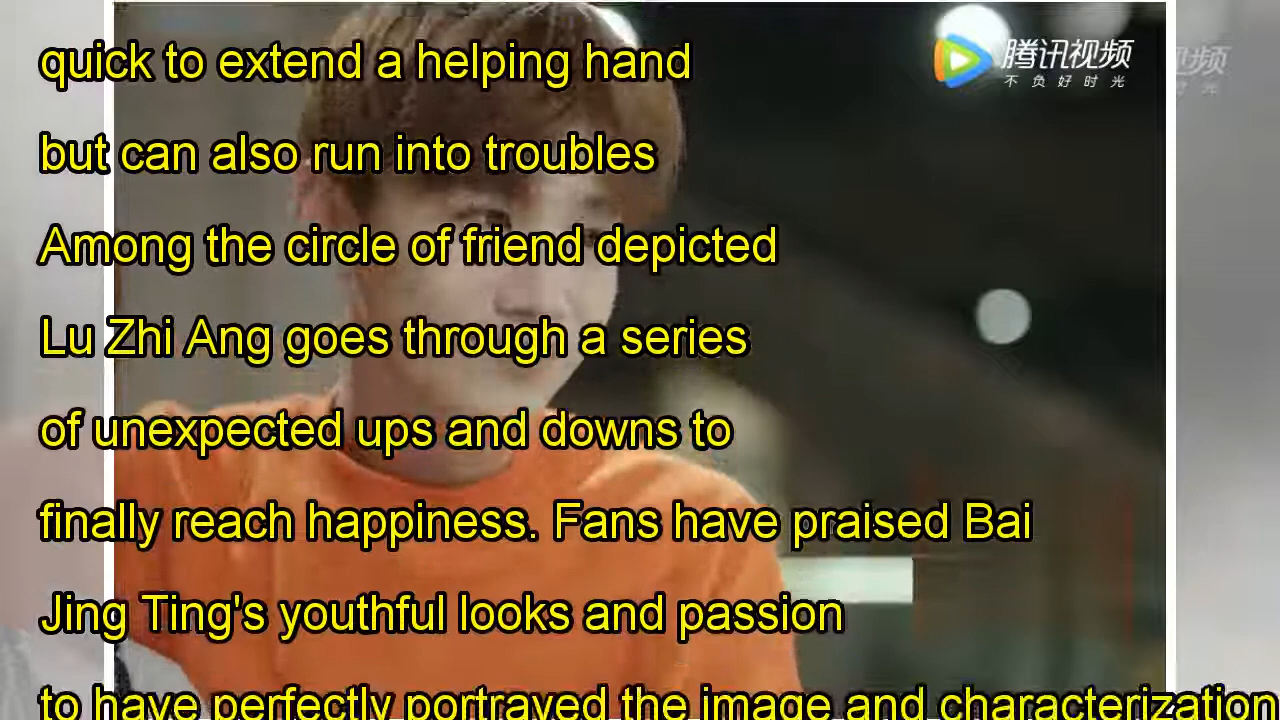 quick to extend a helping hand
腾讯视频
视频
不负好时光
but can also run into troubles
Among the circle of friend depicted
Lu Zhi Ang goes through a series
of unexpected ups and downs to
finally reach happiness. Fans have praised Bai
Jing Ting's youthful looks and passion
to have perfectly portrayed the image and characterization